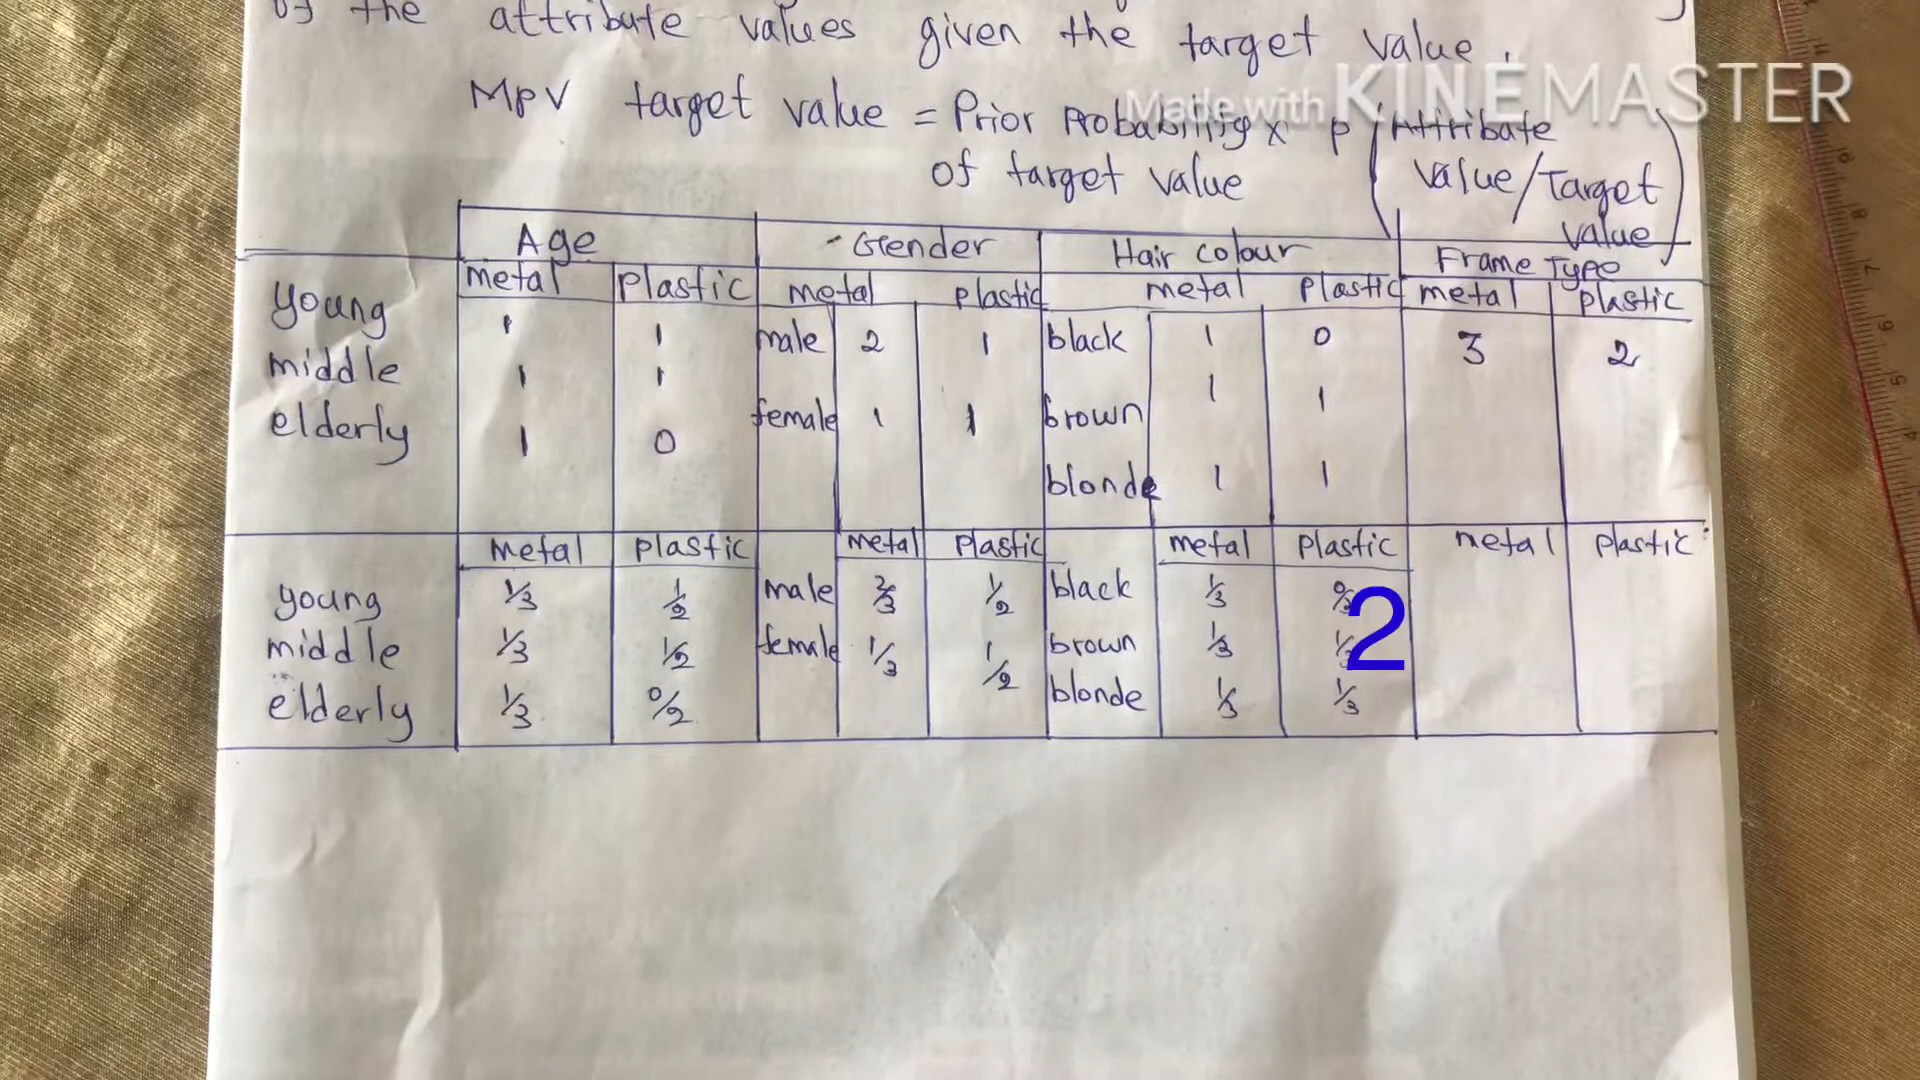 of the attribute values given the target value.
MPV target value = Prior Probability x P (Attribute
of target value value/Target
value)
Made with KINEMASTER
Age Gender Hair colour Frame Type
metal plastic metal plastic metal plastic metal plastic
young 1 1 male 2 1 black 1 0 3 2
middle 1 1 female 1 1 brown 1 1
elderly 1 0 blonde 1 1
metal plastic metal plastic metal plastic metal plastic
young 1/3 1/2 male 2/3 1/2 black 1/3 0/3
middle 1/3 1/2 female 1/3 1/2 brown 1/3 1/3
elderly 1/3 0/2 blonde 1/3 1/3
2